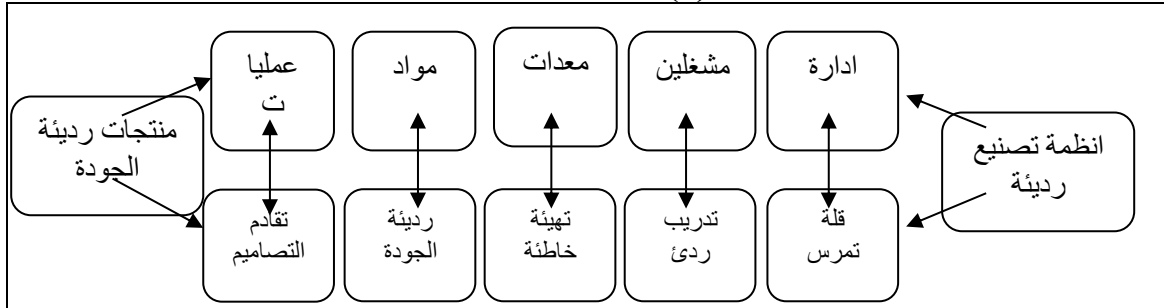 ادارة
مشغلين
معدات
مواد
عمليا
ت
انظمة تصنيع
رديئة
منتجات رديئة
الجودة
قلة
تمرس
تدريب
ردئ
تهيئة
خاطئة
رديئة
الجودة
تقادم
التصاميم